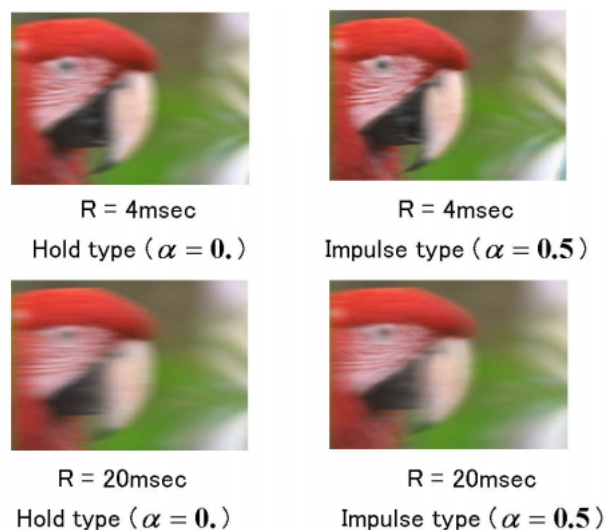 R = 4msec
R = 4msec
Hold type ( α = 0. )
Impulse type ( α = 0.5 )
R = 20msec
R = 20msec
Hold type ( α = 0. )
Impulse type ( α = 0.5 )